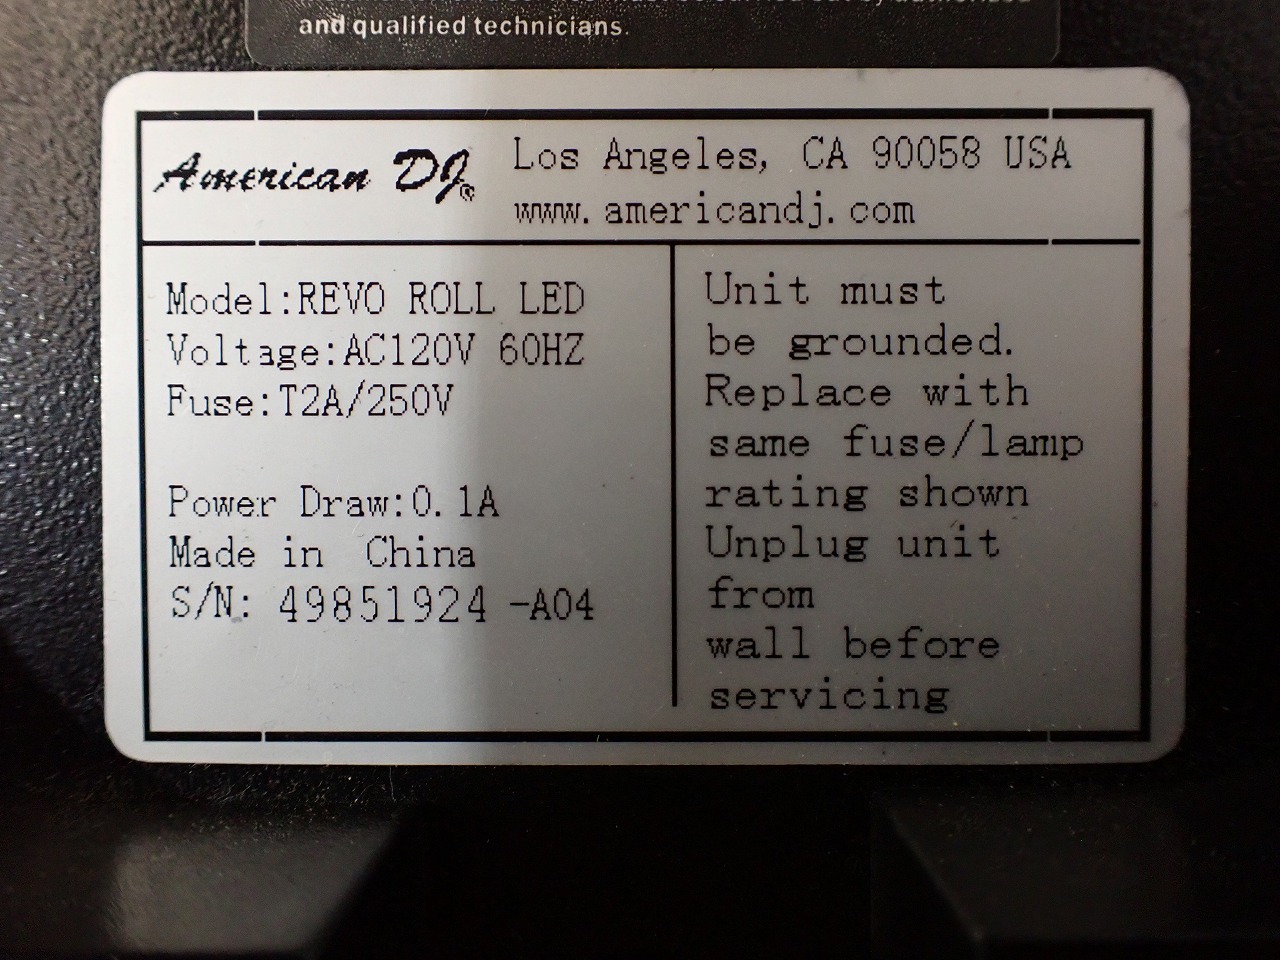 and qualified technicians.
American DJ®
Los Angeles, CA 90058 USA
www.americandj.com
Model:REVO ROLL LED
Voltage:AC120V 60HZ
Fuse:T2A/250V
Power Draw:0.1A
Made in China
S/N: 49851924 -A04
Unit must
be grounded.
Replace with
same fuse/lamp
rating shown
Unplug unit
from
wall before
servicing